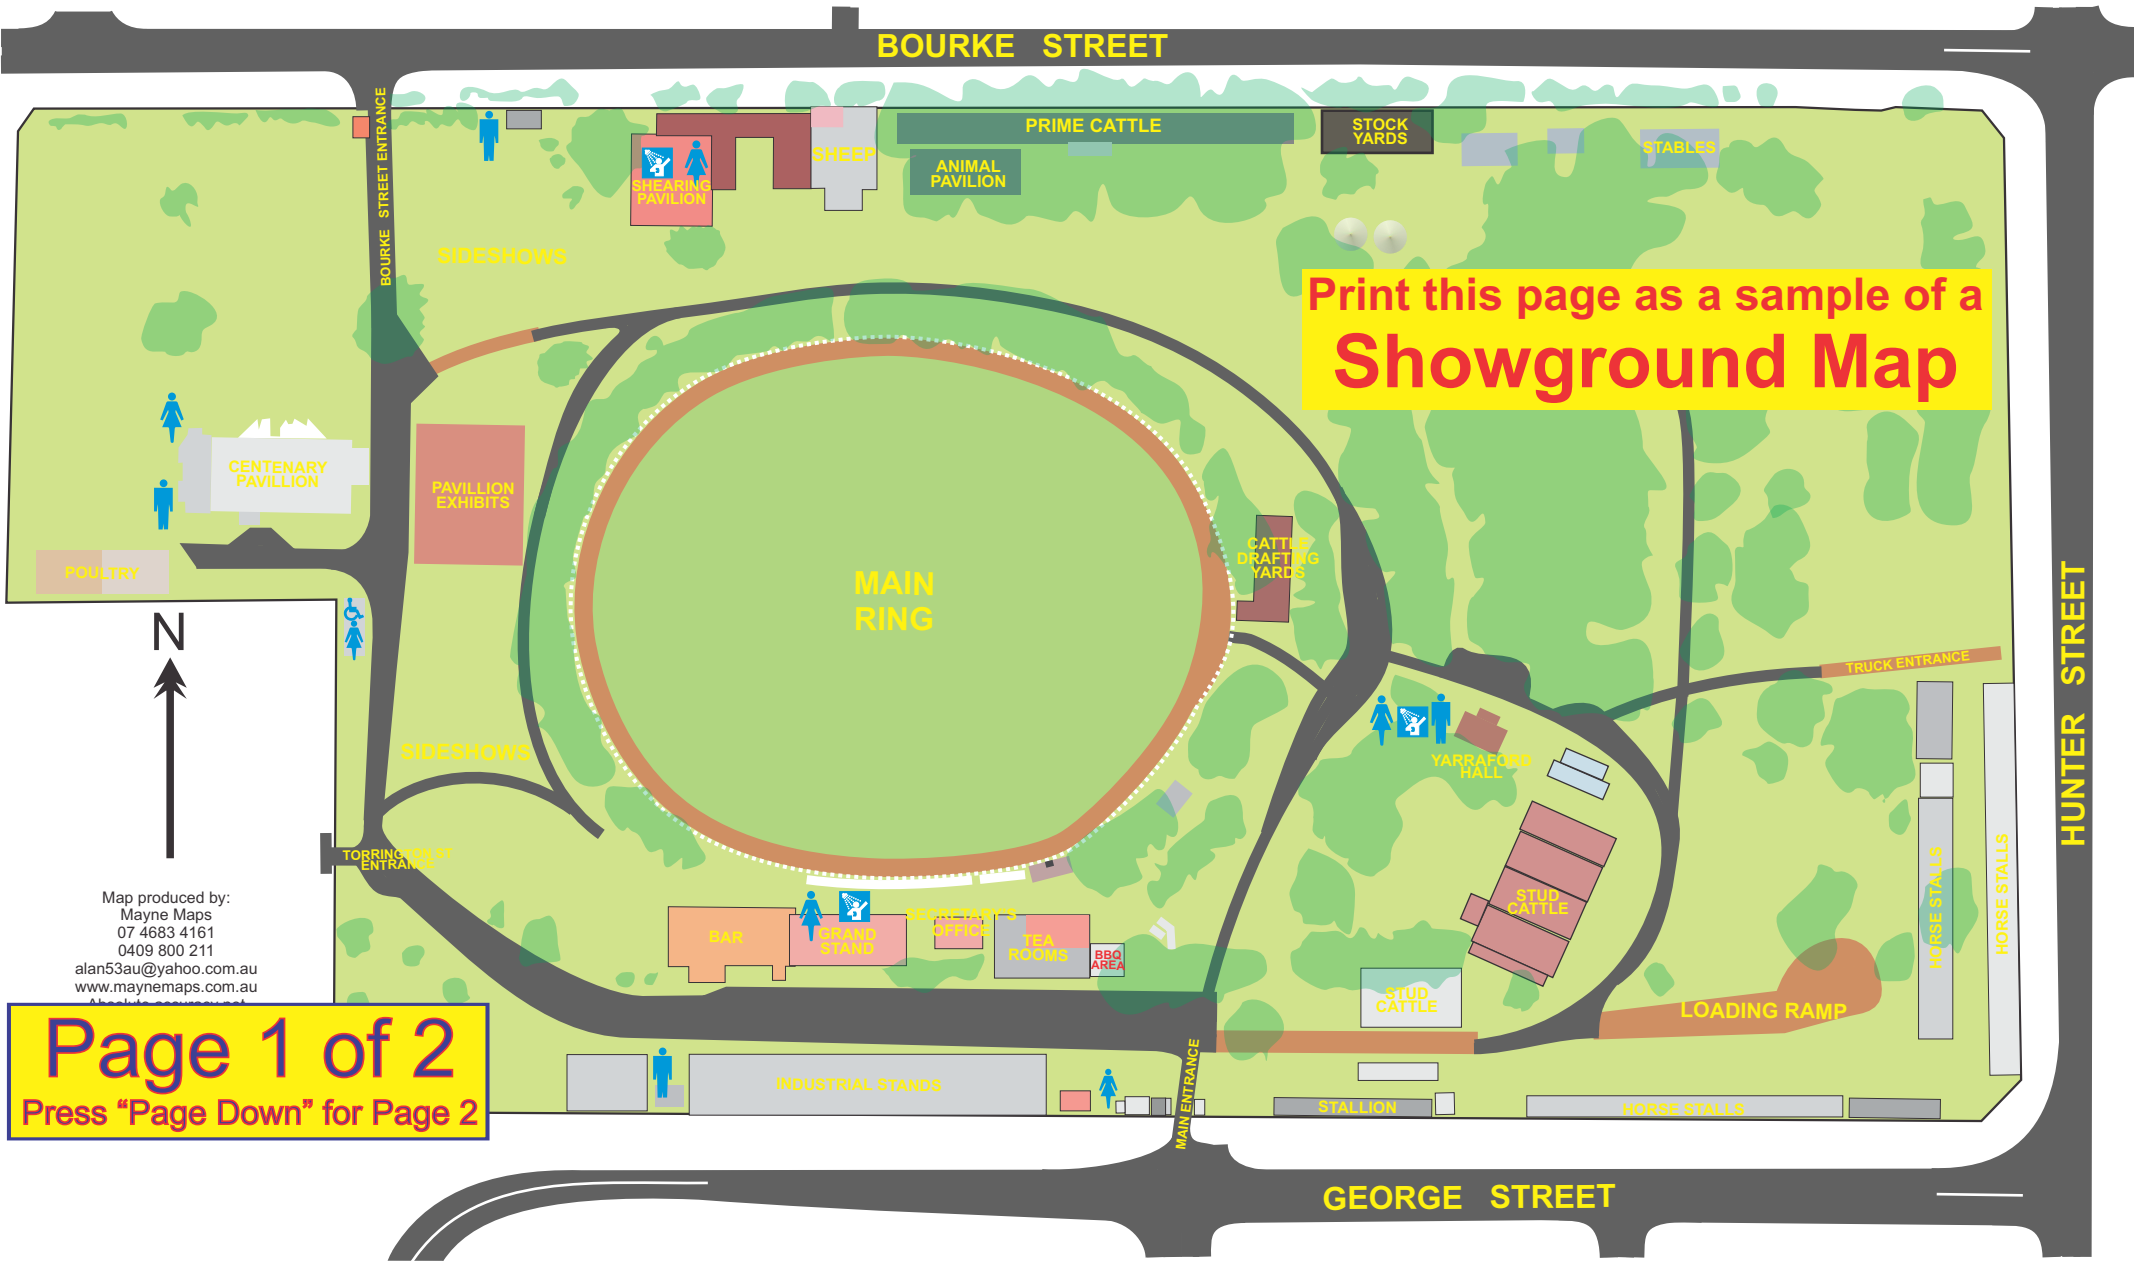 BOURKE STREET
BOURKE STREET ENTRANCE
PRIME CATTLE
STOCK
YARDS
STABLES
SHEEP
ANIMAL
PAVILION
SHEARING
PAVILION
SIDESHOWS
Print this page as a sample of a
Showground Map
CENTENARY
PAVILLION
PAVILLION
EXHIBITS
POULTRY
MAIN
RING
CATTLE
DRAFTING
YARDS
HUNTER STREET
N
TRUCK ENTRANCE
SIDESHOWS
YARRAFORD
HALL
TORRINGTON ST
ENTRANCE
Map produced by:
Mayne Maps
07 4683 4161
0409 800 211
alan53au@yahoo.com.au
www.maynemaps.com.au
Absolute accuracy not
BAR
GRAND
STAND
SECRETARY'S
OFFICE
TEA
ROOMS
BBQ
AREA
STUD
CATTLE
STUD
CATTLE
HORSE STALLS
HORSE STALLS
LOADING RAMP
Page 1 of 2
Press “Page Down” for Page 2
INDUSTRIAL STANDS
MAIN ENTRANCE
STALLION
HORSE STALLS
GEORGE STREET